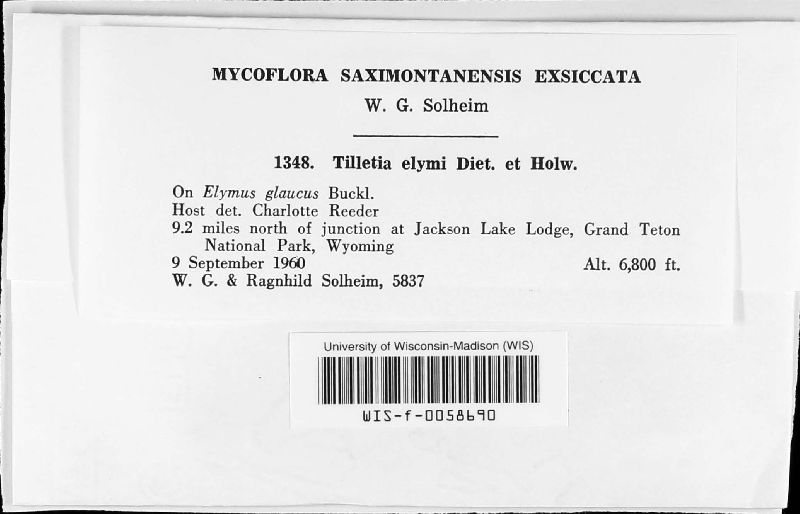 MYCOFLORA SAXIMONTANENSIS EXSICCATA
W. G. Solheim
1348. Tilletia elymi Diet. et Holw.
On Elymus glaucus Buckl.
Host det. Charlotte Reeder
9.2 miles north of junction at Jackson Lake Lodge, Grand Teton
National Park, Wyoming
9 September 1960 Alt. 6,800 ft.
W. G. & Ragnhild Solheim, 5837
University of Wisconsin-Madison (WIS)
WIS-f-0058690